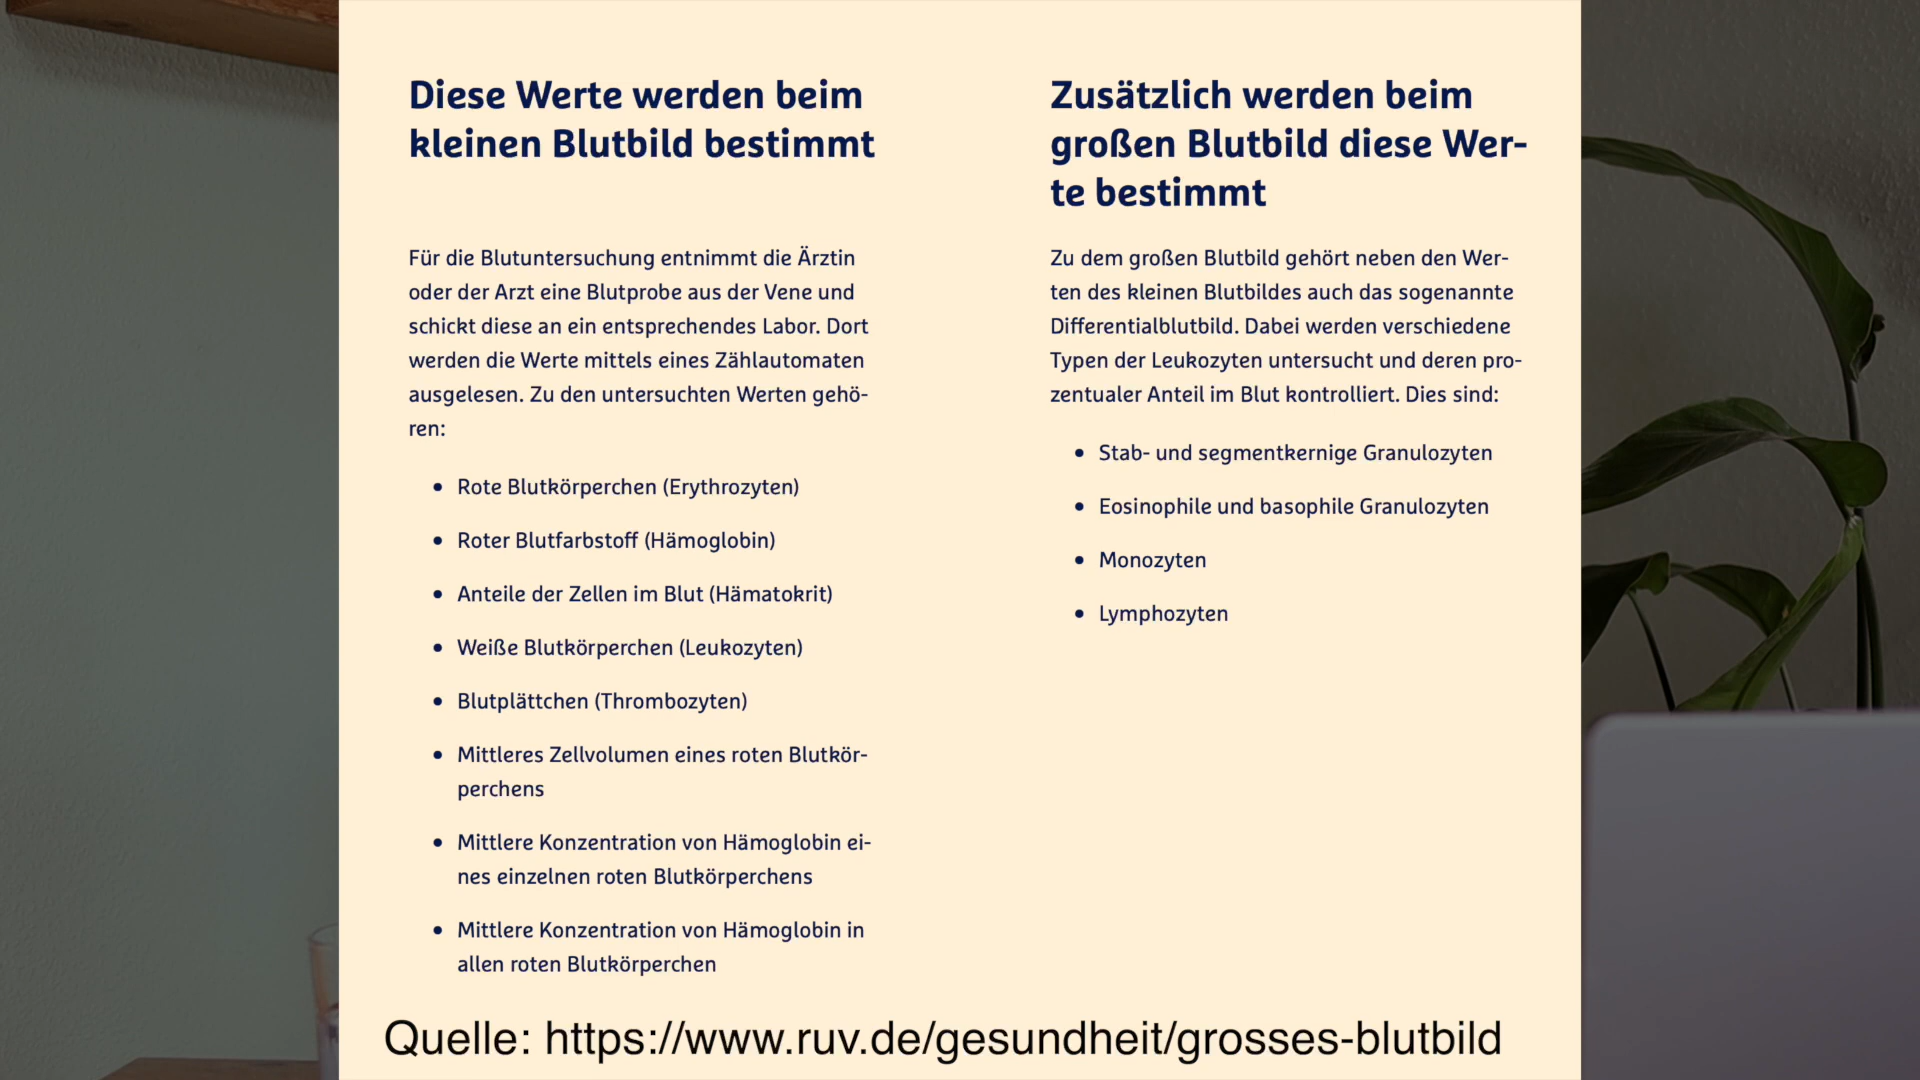 Diese Werte werden beim
kleinen Blutbild bestimmt
Für die Blutuntersuchung entnimmt die Ärztin
oder der Arzt eine Blutprobe aus der Vene und
schickt diese an ein entsprechendes Labor. Dort
werden die Werte mittels eines Zählautomaten
ausgelesen. Zu den untersuchten Werten gehö-
ren:
• Rote Blutkörperchen (Erythrozyten)
• Roter Blutfarbstoff (Hämoglobin)
• Anteile der Zellen im Blut (Hämatokrit)
• Weiße Blutkörperchen (Leukozyten)
• Blutplättchen (Thrombozyten)
• Mittleres Zellvolumen eines roten Blutkör-
perchens
• Mittlere Konzentration von Hämoglobin ei-
nes einzelnen roten Blutkörperchens
• Mittlere Konzentration von Hämoglobin in
allen roten Blutkörperchen
Zusätzlich werden beim
großen Blutbild diese Wer-
te bestimmt
Zu dem großen Blutbild gehört neben den Wer-
ten des kleinen Blutbildes auch das sogenannte
Differentialblutbild. Dabei werden verschiedene
Typen der Leukozyten untersucht und deren pro-
zentualer Anteil im Blut kontrolliert. Dies sind:
• Stab- und segmentkernige Granulozyten
• Eosinophile und basophile Granulozyten
• Monozyten
• Lymphozyten
Quelle: https://www.ruv.de/gesundheit/grosses-blutbild